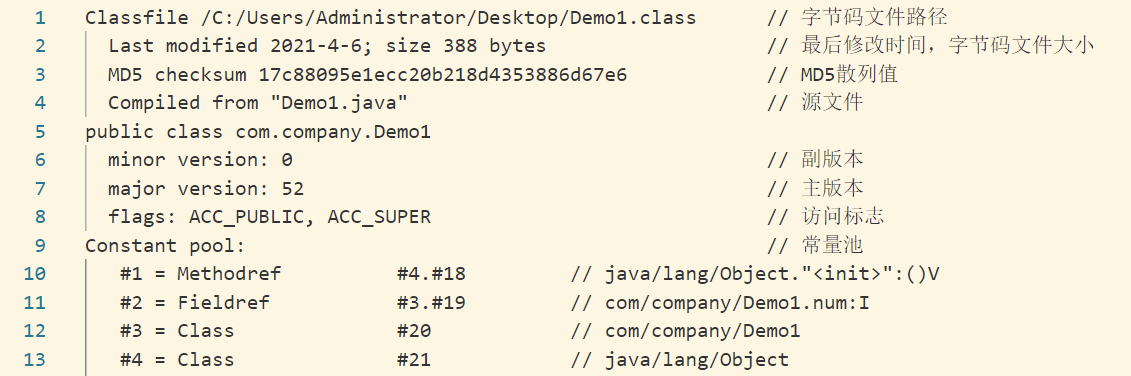 1 Classfile /C:/Users/Administrator/Desktop/Demo1.class // 字节码文件路径
2 Last modified 2021-4-6; size 388 bytes // 最后修改时间，字节码文件大小
3 MD5 checksum 17c88095e1ecc20b218d4353886d67e6 // MD5散列值
4 Compiled from "Demo1.java" // 源文件
5 public class com.company.Demo1
6 minor version: 0 // 副版本
7 major version: 52 // 主版本
8 flags: ACC_PUBLIC, ACC_SUPER // 访问标志
9 Constant pool: // 常量池
10 #1 = Methodref #4.#18 // java/lang/Object."<init>":()V
11 #2 = Fieldref #3.#19 // com/company/Demo1.num:I
12 #3 = Class #20 // com/company/Demo1
13 #4 = Class #21 // java/lang/Object